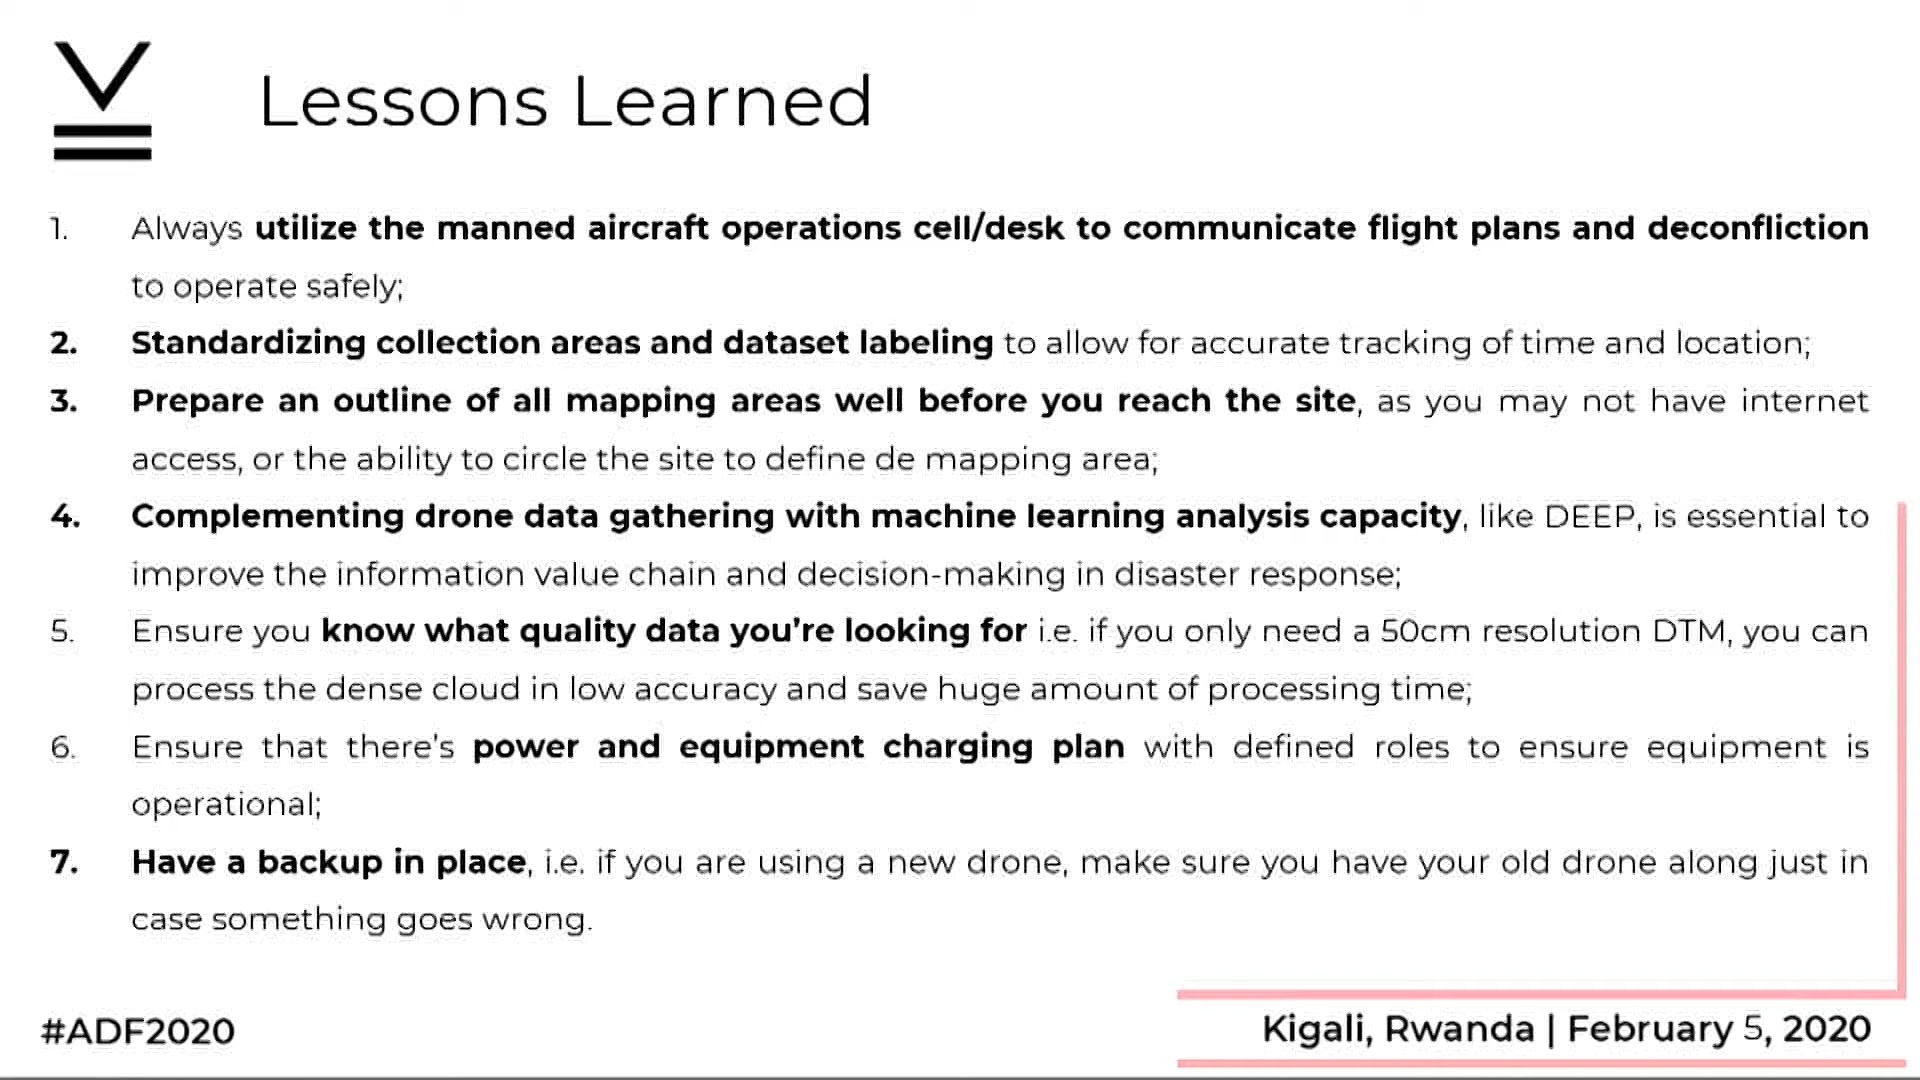 Lessons Learned
1. Always utilize the manned aircraft operations cell/desk to communicate flight plans and deconfliction
to operate safely;
2. Standardizing collection areas and dataset labeling to allow for accurate tracking of time and location;
3. Prepare an outline of all mapping areas well before you reach the site, as you may not have internet
access, or the ability to circle the site to define de mapping area;
4. Complementing drone data gathering with machine learning analysis capacity, like DEEP, is essential to
improve the information value chain and decision-making in disaster response;
5. Ensure you know what quality data you're looking for i.e. if you only need a 50cm resolution DTM, you can
process the dense cloud in low accuracy and save huge amount of processing time;
6. Ensure that there's power and equipment charging plan with defined roles to ensure equipment is
operational;
7. Have a backup in place, i.e. if you are using a new drone, make sure you have your old drone along just in
case something goes wrong.
#ADF2020
Kigali, Rwanda | February 5, 2020